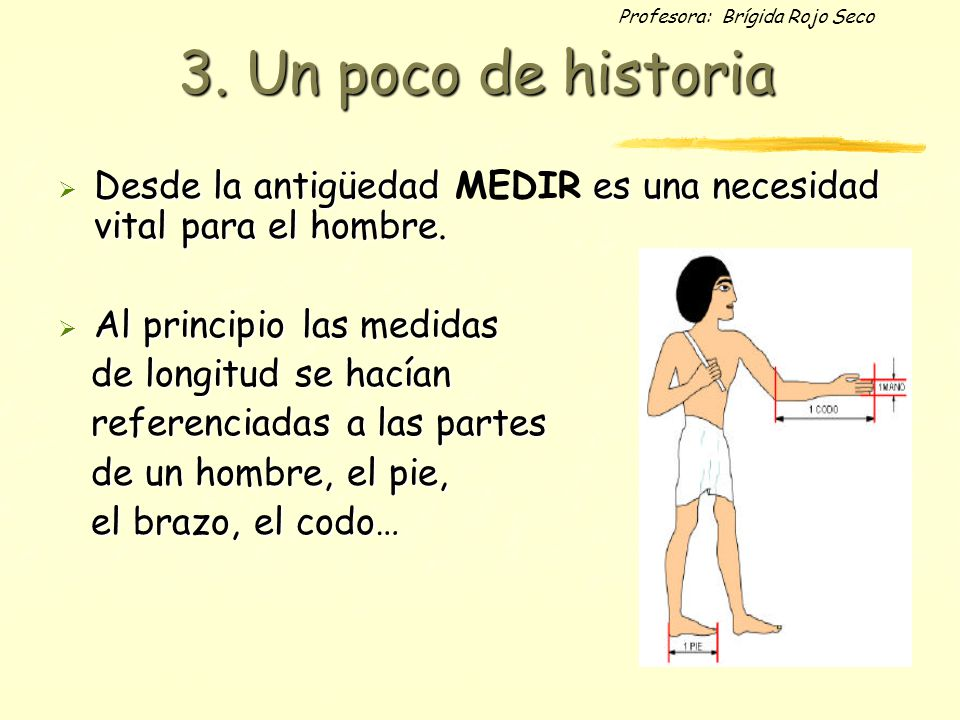 Profesora: Brígida Rojo Seco
3. Un poco de historia
Desde la antigüedad MEDIR es una necesidad
vital para el hombre.
Al principio las medidas
de longitud se hacían
referenciadas a las partes
de un hombre, el pie,
el brazo, el codo…
1 MANO
1 CODO
1 PIE